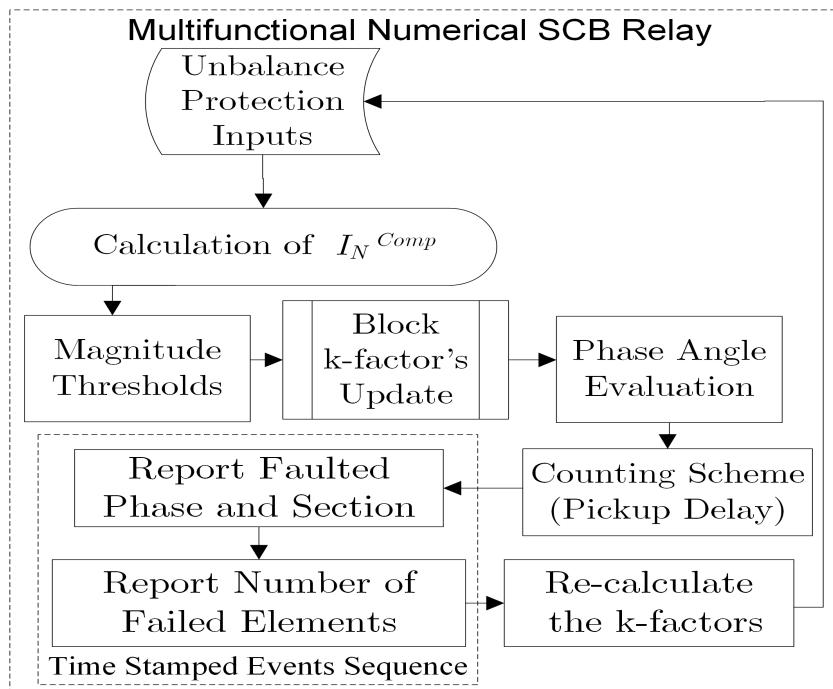 Multifunctional Numerical SCB Relay
Unbalance
Protection
Inputs
Calculation of I_N^Comp
Magnitude
Thresholds
Block
k-factor's
Update
Phase Angle
Evaluation
Counting Scheme
(Pickup Delay)
Report Faulted
Phase and Section
Report Number of
Failed Elements
Re-calculate
the k-factors
Time Stamped Events Sequence